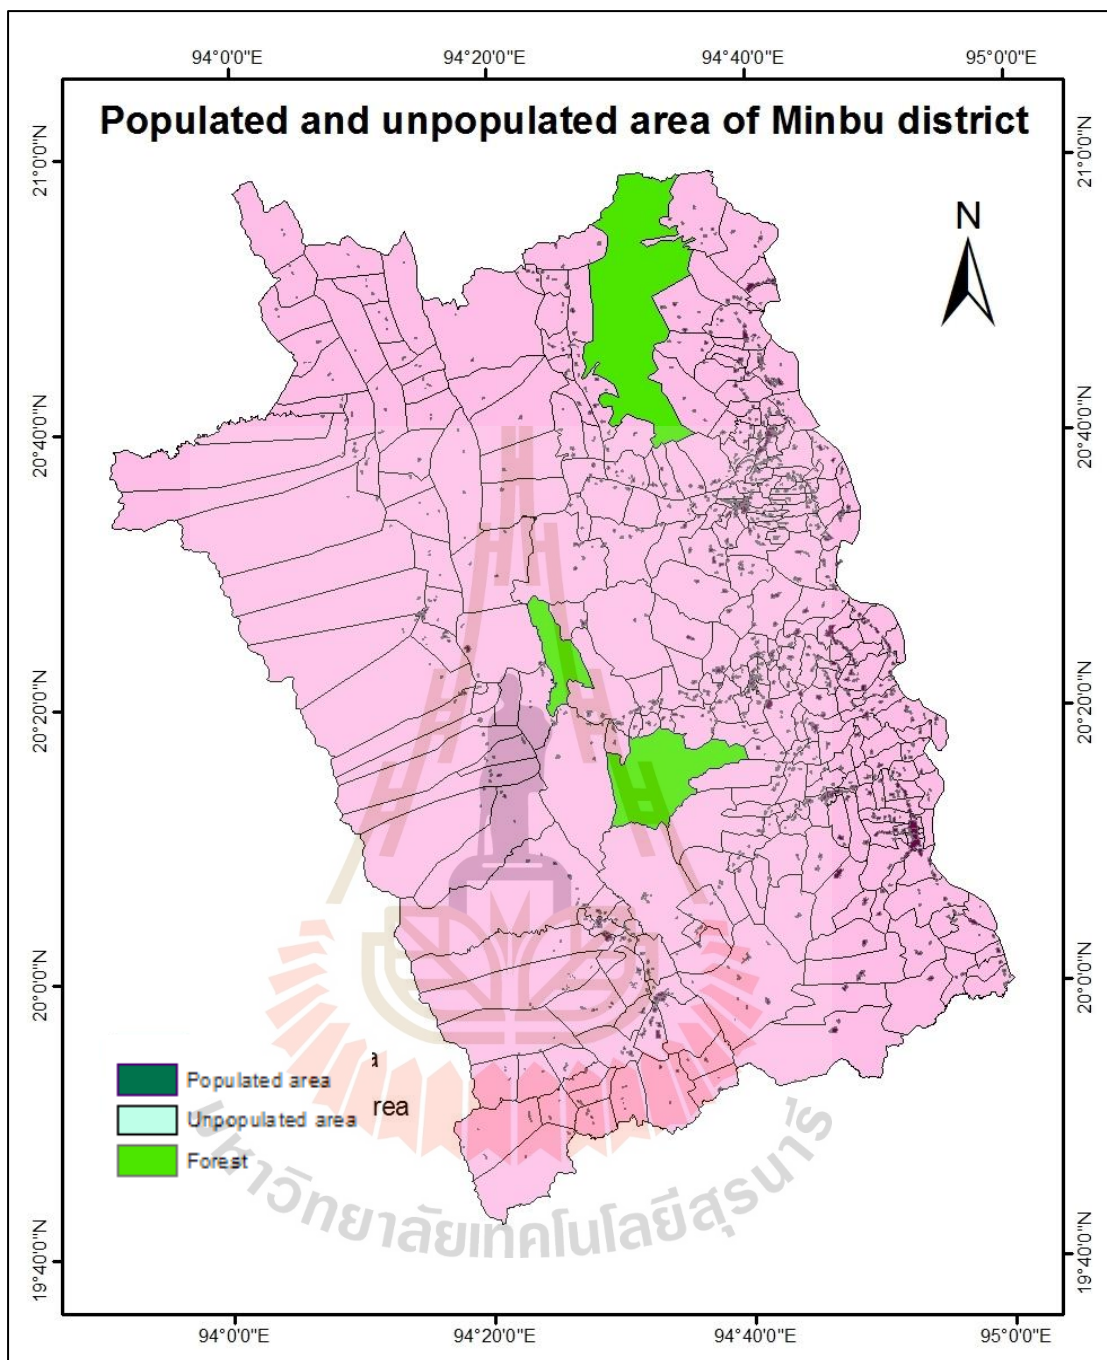 94°0'0"E 94°20'0"E 94°40'0"E 95°0'0"E
Populated and unpopulated area of Minbu district
21°0'0"N 21°0'0"N
N
20°40'0"N 20°40'0"N
20°20'0"N 20°20'0"N
20°0'0"N 20°0'0"N
a
Populated area
rea
Unpopulated area
Forest
มหาวิทยาลัยเทคโนโลยีสุรนารี
19°40'0"N 19°40'0"N
94°0'0"E 94°20'0"E 94°40'0"E 95°0'0"E